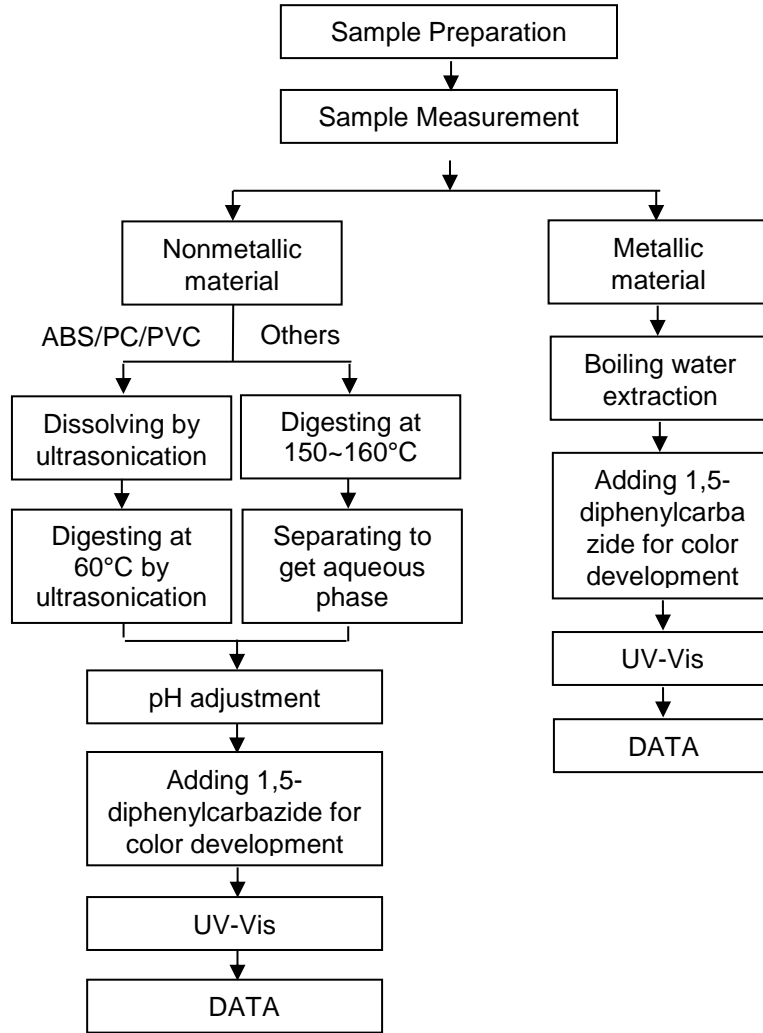 Sample Preparation
Sample Measurement
Nonmetallic
material
Metallic
material
ABS/PC/PVC
Others
Boiling water
extraction
Dissolving by
ultrasonication
Digesting at
150~160°C
Adding 1,5-
diphenylcarba
zide for color
development
Digesting at
60°C by
ultrasonication
Separating to
get aqueous
phase
UV-Vis
pH adjustment
DATA
Adding 1,5-
diphenylcarbazide for
color development
UV-Vis
DATA